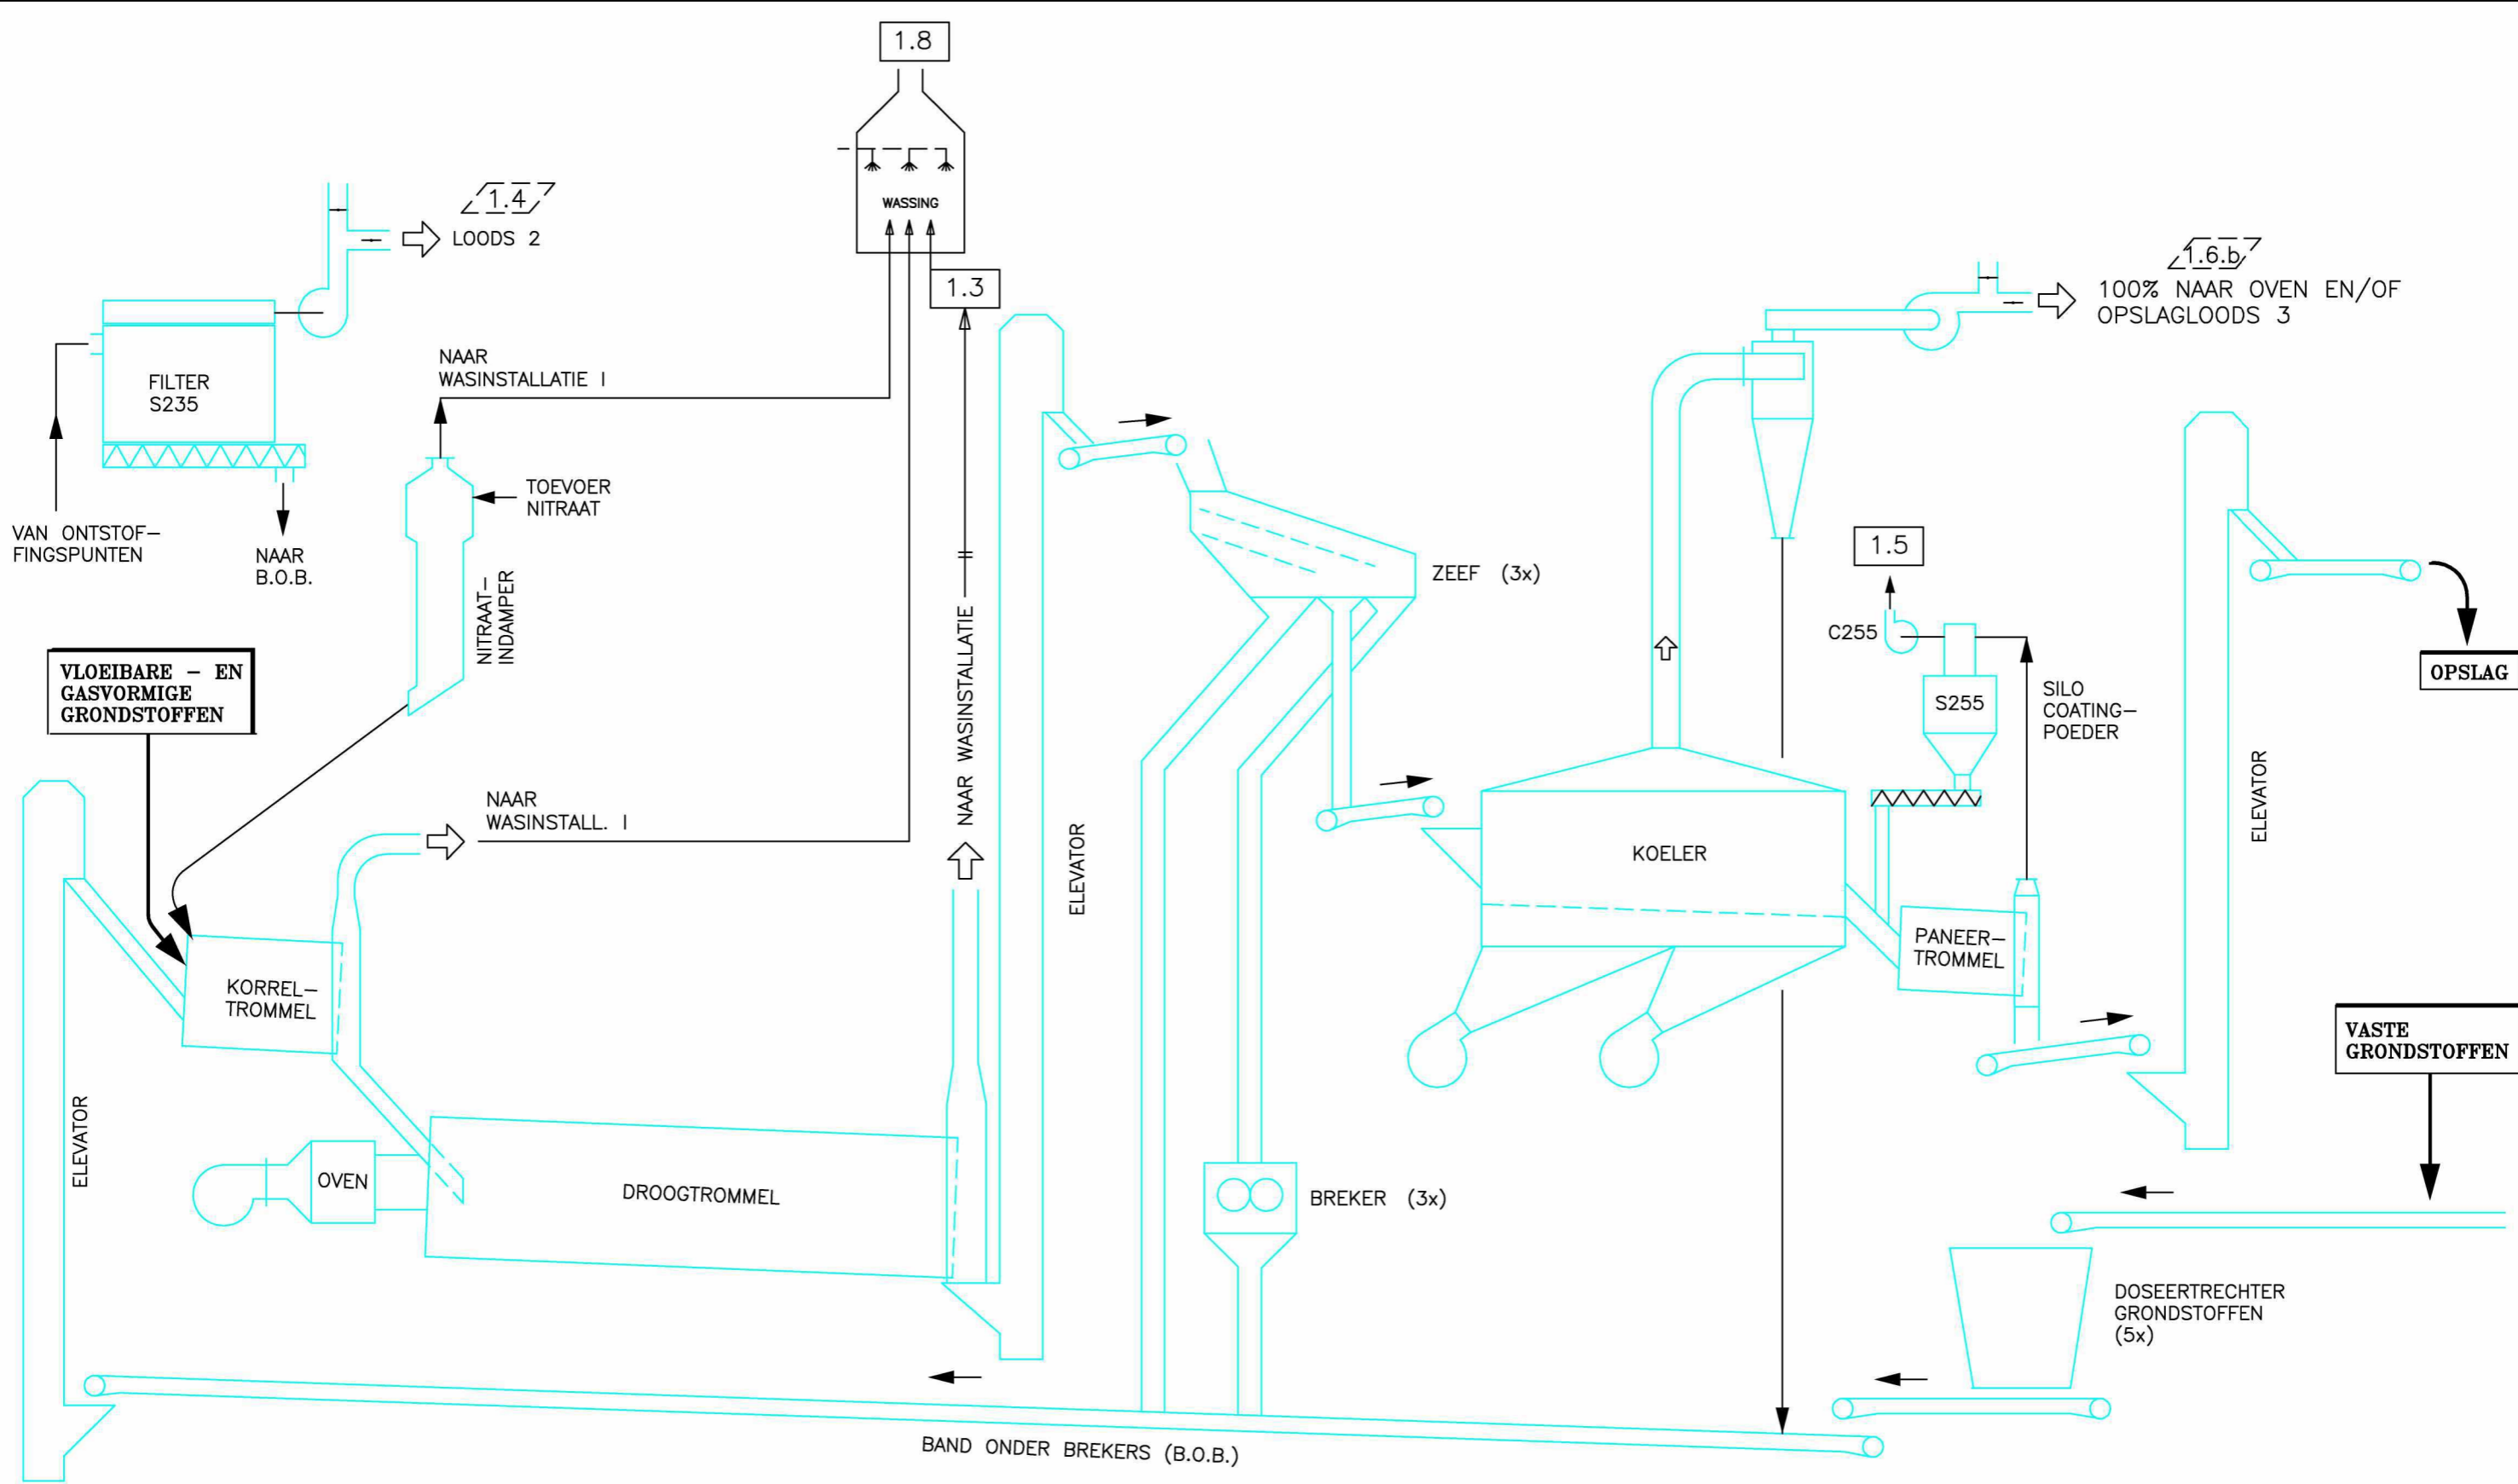 1.8
WASSING
1.4
LOODS 2
1.3
1.6.b
100% NAAR OVEN EN/OF
OPSLAGLOODS 3
NAAR
WASINSTALLATIE I
FILTER
S235
TOEVOER
NITRAAT
VAN ONTSTOF–
FINGSPUNTEN
NAAR
B.O.B.
NITRAAT–
INDAMPER
NAAR WASINSTALLATIE
ZEEF (3x)
1.5
C255
S255
SILO
COATING–
POEDER
OPSLAG
VLOEIBARE – EN
GASVORMIGE
GRONDSTOFFEN
NAAR
WASINSTALL. I
ELEVATOR
KOELER
ELEVATOR
PANEER–
TROMMEL
KORREL–
TROMMEL
VASTE
GRONDSTOFFEN
ELEVATOR
OVEN
DROOGTROMMEL
BREKER (3x)
DOSEERTRECHTER
GRONDSTOFFEN
(5x)
BAND ONDER BREKERS (B.O.B.)